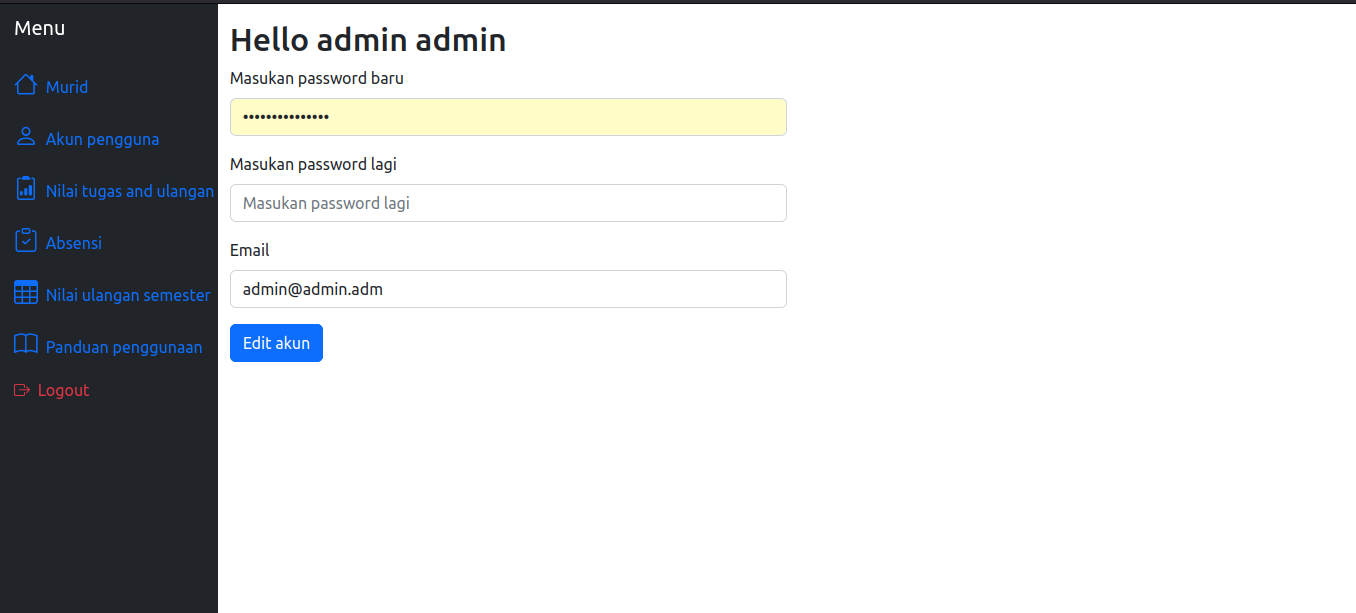 Menu
Murid
Akun pengguna
Nilai tugas and ulangan
Absensi
Nilai ulangan semester
Panduan penggunaan
Logout
Hello admin admin
Masukan password baru
•••••••••••••••
Masukan password lagi
Masukan password lagi
Email
admin@admin.adm
Edit akun